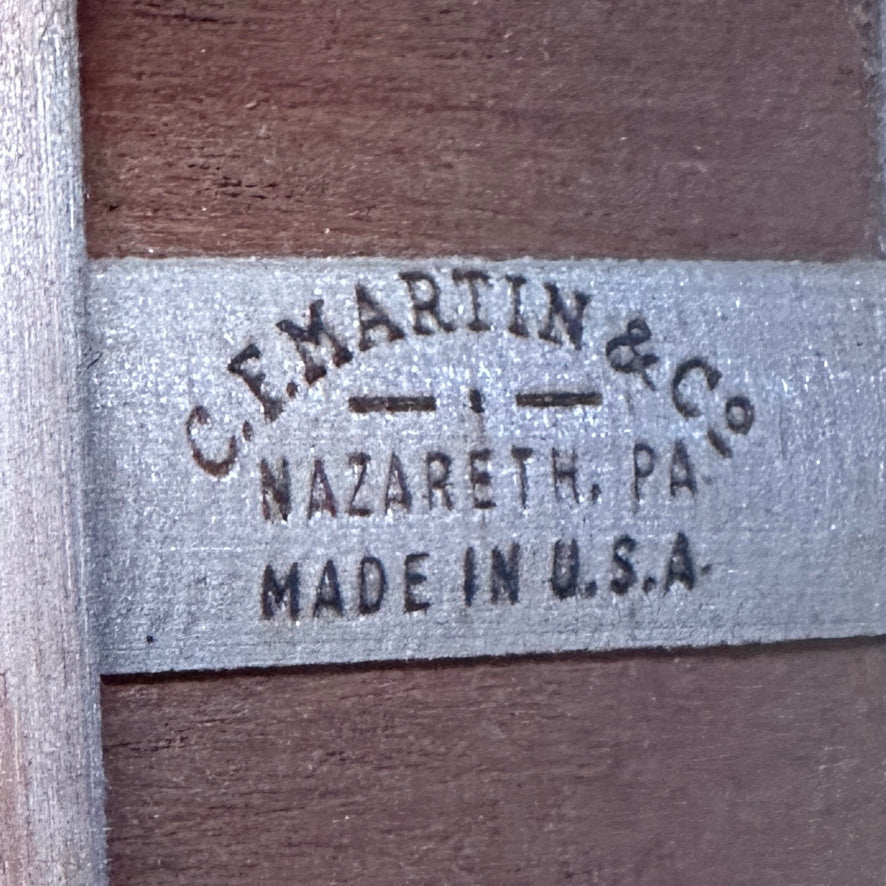 C.F. MARTIN & Co
NAZARETH, PA.
MADE IN U.S.A.